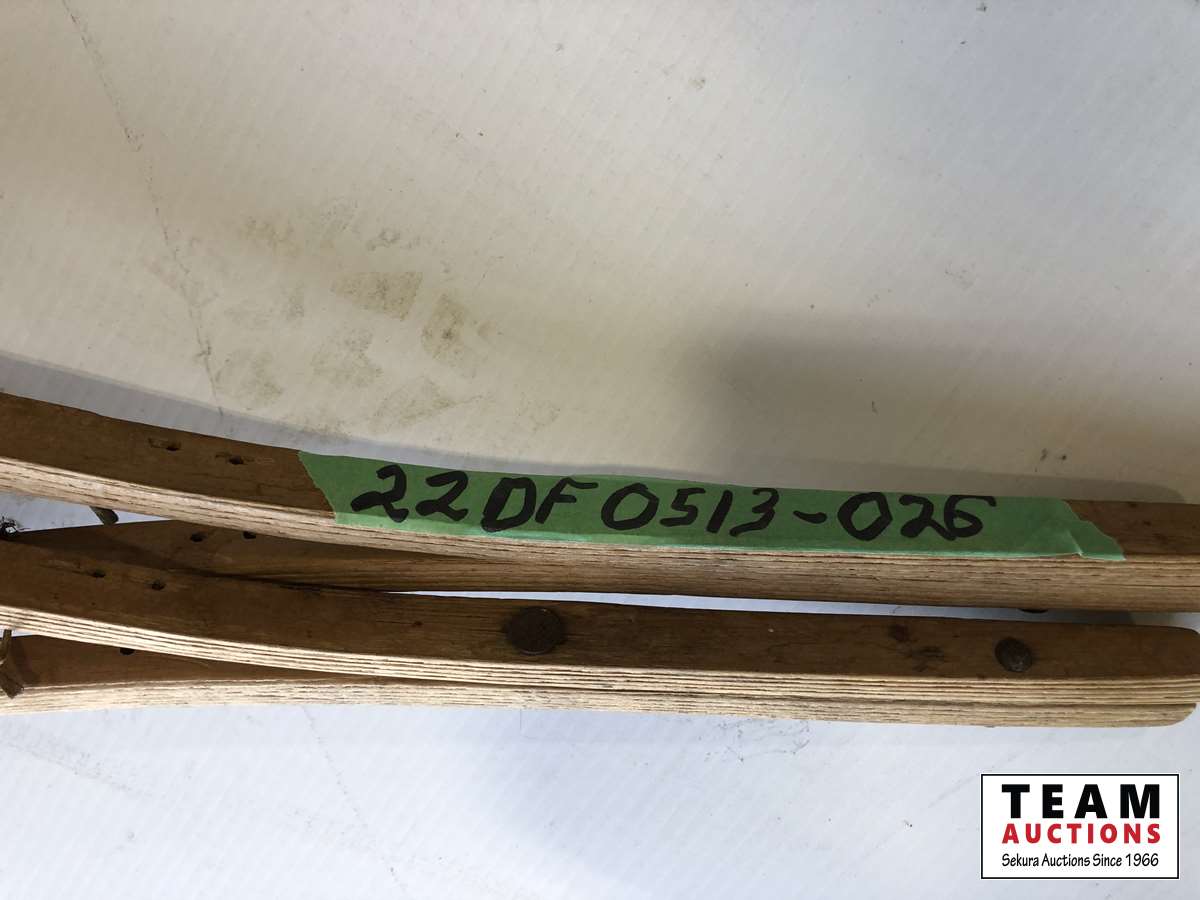 22DF0513-026
TEAM
AUCTIONS
Sekura Auctions Since 1966